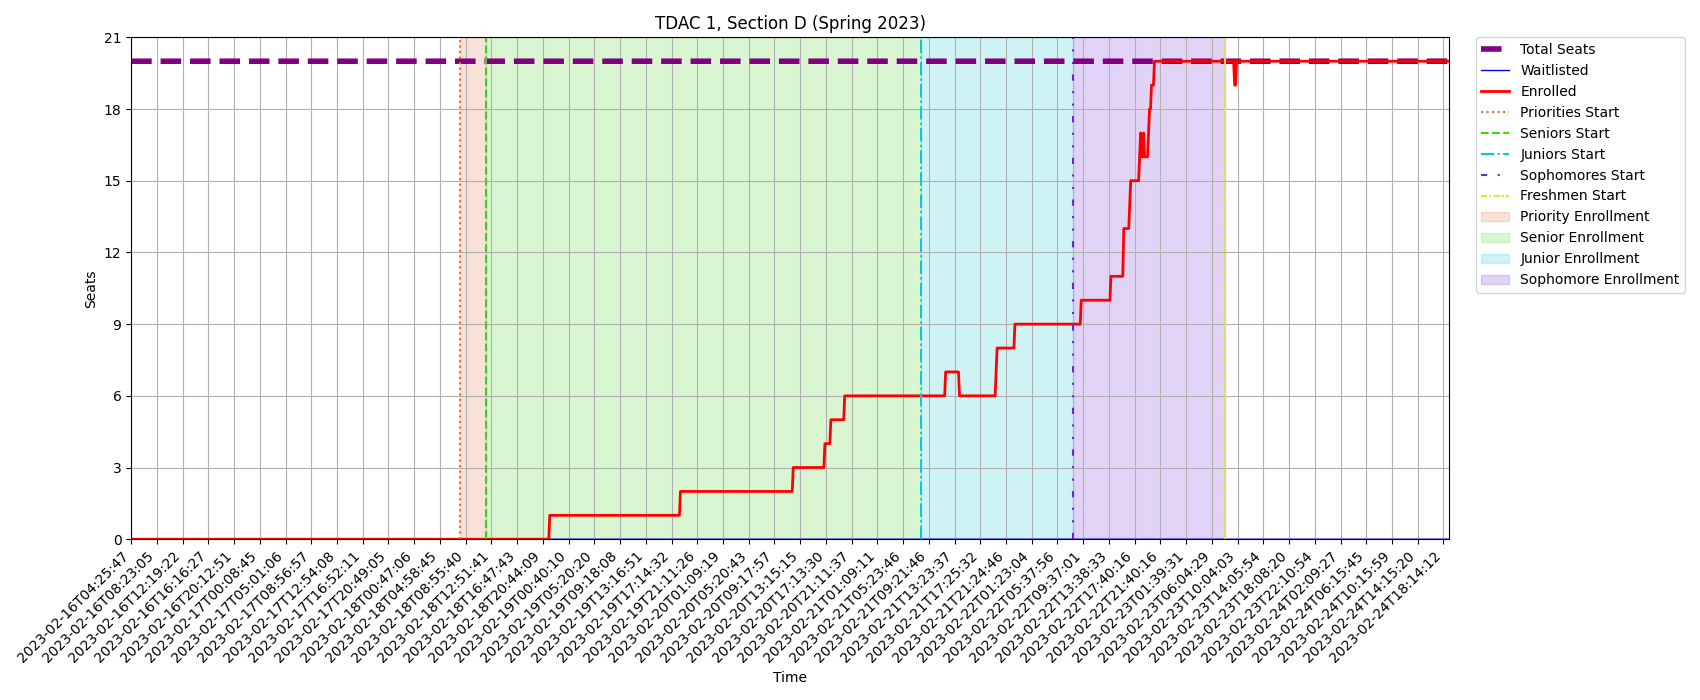 TDAC 1, Section D (Spring 2023)
Seats
21
18
15
12
9
6
3
0
2023-02-16T04:25:47
2023-02-16T08:23:05
2023-02-16T12:19:22
2023-02-16T16:16:27
2023-02-16T20:12:51
2023-02-17T00:08:45
2023-02-17T05:01:06
2023-02-17T08:56:57
2023-02-17T12:54:08
2023-02-17T16:52:11
2023-02-17T20:49:05
2023-02-18T00:47:06
2023-02-18T04:58:45
2023-02-18T08:55:40
2023-02-18T12:51:41
2023-02-18T16:47:43
2023-02-18T20:44:09
2023-02-19T00:40:10
2023-02-19T05:20:20
2023-02-19T09:18:08
2023-02-19T13:16:51
2023-02-19T17:14:32
2023-02-19T21:11:26
2023-02-20T01:09:19
2023-02-20T05:20:43
2023-02-20T09:17:57
2023-02-20T13:15:15
2023-02-20T17:13:30
2023-02-20T21:11:37
2023-02-21T01:09:11
2023-02-21T05:23:46
2023-02-21T09:21:46
2023-02-21T13:23:37
2023-02-21T17:25:32
2023-02-21T21:24:46
2023-02-22T01:23:04
2023-02-22T05:37:56
2023-02-22T09:37:01
2023-02-22T13:38:33
2023-02-22T17:40:16
2023-02-22T21:40:16
2023-02-23T01:39:31
2023-02-23T06:04:29
2023-02-23T10:04:03
2023-02-23T14:05:54
2023-02-23T18:08:20
2023-02-23T22:10:54
2023-02-24T02:09:27
2023-02-24T06:15:45
2023-02-24T10:15:59
2023-02-24T14:15:20
2023-02-24T18:14:12
Time
Total Seats
Waitlisted
Enrolled
Priorities Start
Seniors Start
Juniors Start
Sophomores Start
Freshmen Start
Priority Enrollment
Senior Enrollment
Junior Enrollment
Sophomore Enrollment